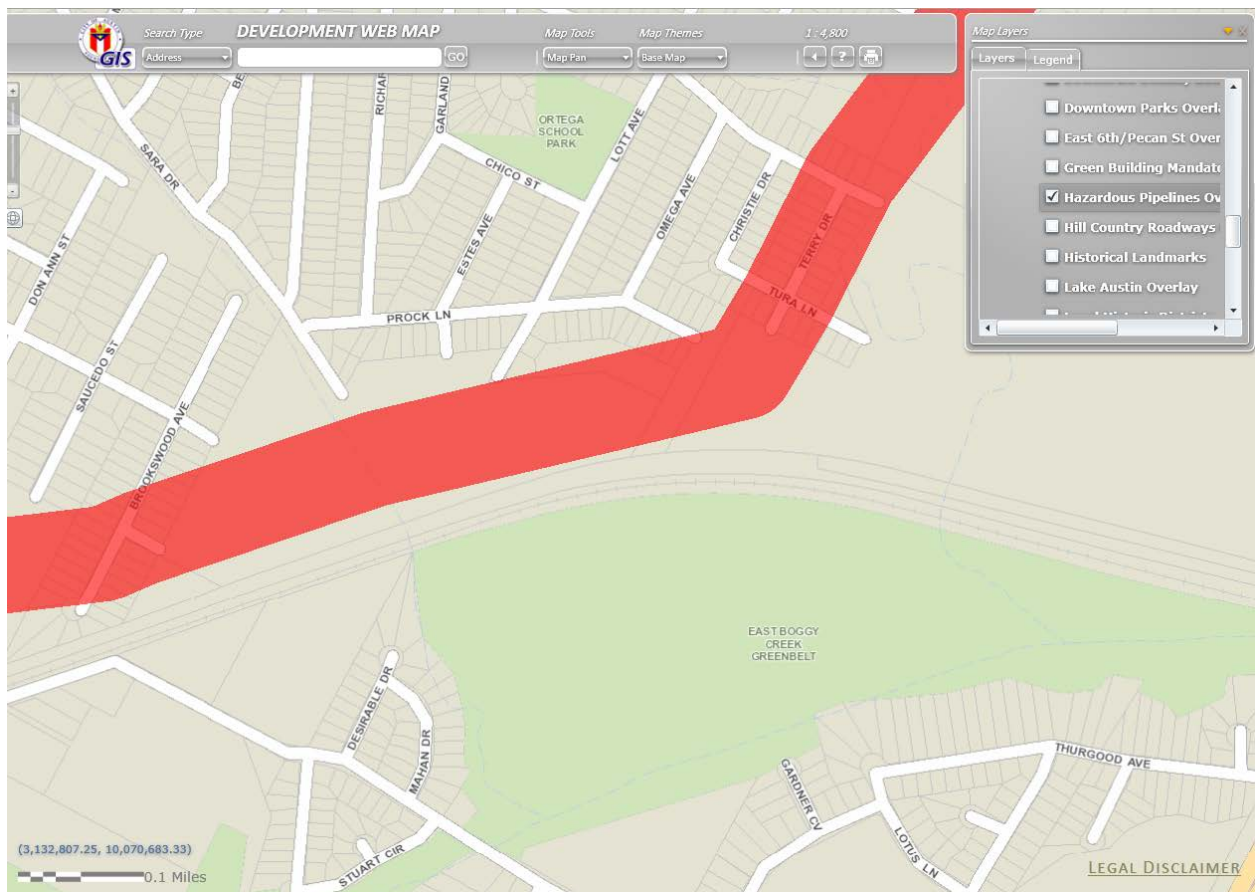 Search Type
DEVELOPMENT WEB MAP
Map Tools
Map Themes
1 : 4,800
GIS
Address
GO
Map Pan
Base Map
?
Map Layers
Layers
Legend
Downtown Parks Overl
East 6th/Pecan St Over
Green Building Mandat
Hazardous Pipelines Ov
Hill Country Roadways
Historical Landmarks
Lake Austin Overlay
SARA DR
RICHAR
GARLAND
ORTEGA
SCHOOL
PARK
LOTT AVE
CHICO ST
OMEGA AVE
CHRISTIE DR
TERRY DR
ESTES AVE
DON ANN ST
TURA LN
PROCK LN
SAUCEDO ST
BROOKSWOOD AVE
EAST BOGGY
CREEK
GREENBELT
DESIRABLE DR
MAHAN DR
THURGOOD AVE
GARDNER CV
LOTUS LN
STUART CIR
(3,132,807.25, 10,070,683.33)
0.1 Miles
LEGAL DISCLAIMER